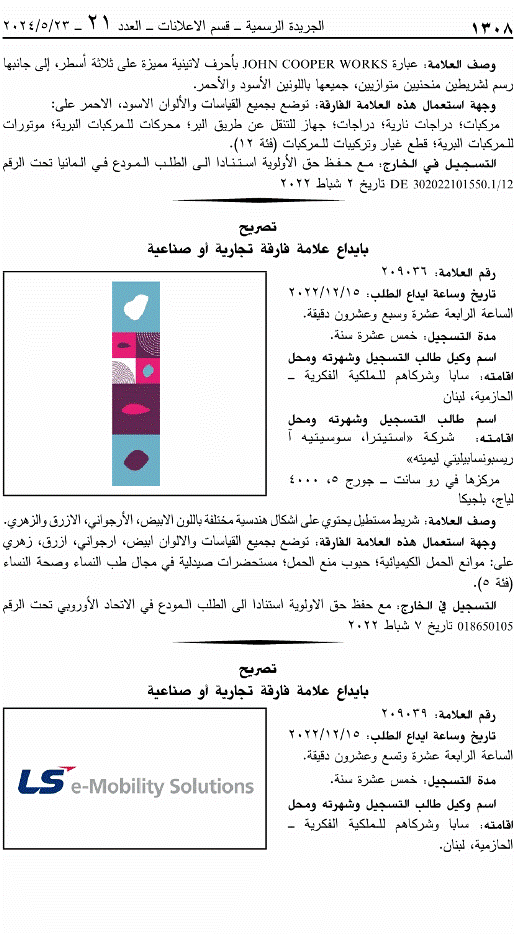 ١٣٠٨ الجريدة الرسمية ــ قسم الاعلانات ــ العدد ٢١ ــ ٢٠٢٤/٥/٢٣
وصف العلامة: عبارة JOHN COOPER WORKS بأحرف لاتينية مميزة على ثلاثة أسطر، إلى جانبها
رسم لشريطين منحنيين متوازيين، جميعها باللونين الأسود والأحمر.
وجهة استعمال هذه العلامة الفارقة: توضع بجميع القياسات والألوان الاسود، الاحمر على:
مركبات؛ دراجات نارية؛ دراجات؛ جهاز للتنقل عن طريق البر؛ محركات للمركبات البرية؛ موتورات
للمركبات البرية؛ قطع غيار وتركيبات للمركبات (فئة ١٢).
التسجيل في الخارج: مع حفظ حق الأولوية استنادا الى الطلب المودع في المانيا تحت الرقم
DE 302022101550.1/12 تاريخ ٢ شباط ٢٠٢٢
تصريح
بايداع علامة فارقة تجارية أو صناعية
رقم العلامة: ٢٠٩٠٣٦
تاريخ وساعة ايداع الطلب: ٢٠٢٢/١٢/١٥
الساعة الرابعة عشرة وسبع وعشرون دقيقة.
مدة التسجيل: خمس عشرة سنة.
اسم وكيل طالب التسجيل وشهرته ومحل
اقامته: سابا وشركاهم للملكية الفكرية ــ
الحازمية، لبنان
اسم طالب التسجيل وشهرته ومحل
اقامته: شركة «استيترا، سوسيتيه آ
ريسبونسابيليتي ليميته»
مركزها في رو سانت ــ جورج ٥، ٤٠٠٠
لياج، بلجيكا
وصف العلامة: شريط مستطيل يحتوي على اشكال هندسية مختلفة باللون الابيض، الأرجواني، الازرق والزهري.
وجهة استعمال هذه العلامة الفارقة: توضع بجميع القياسات والالوان ابيض، ارجواني، ازرق، زهري
على: موانع الحمل الكيميائية؛ حبوب منع الحمل؛ مستحضرات صيدلية في مجال طب النساء وصحة النساء
(فئة ٥).
التسجيل في الخارج: مع حفظ حق الاولوية استنادا الى الطلب المودع في الاتحاد الأوروبي تحت الرقم
018650105 تاريخ ٧ شباط ٢٠٢٢
تصريح
بايداع علامة فارقة تجارية أو صناعية
رقم العلامة: ٢٠٩٠٣٩
تاريخ وساعة ايداع الطلب: ٢٠٢٢/١٢/١٥
الساعة الرابعة عشرة وتسع وعشرون دقيقة.
مدة التسجيل: خمس عشرة سنة.
اسم وكيل طالب التسجيل وشهرته ومحل
اقامته: سابا وشركاهم للملكية الفكرية ــ
الحازمية، لبنان.
LS e-Mobility Solutions